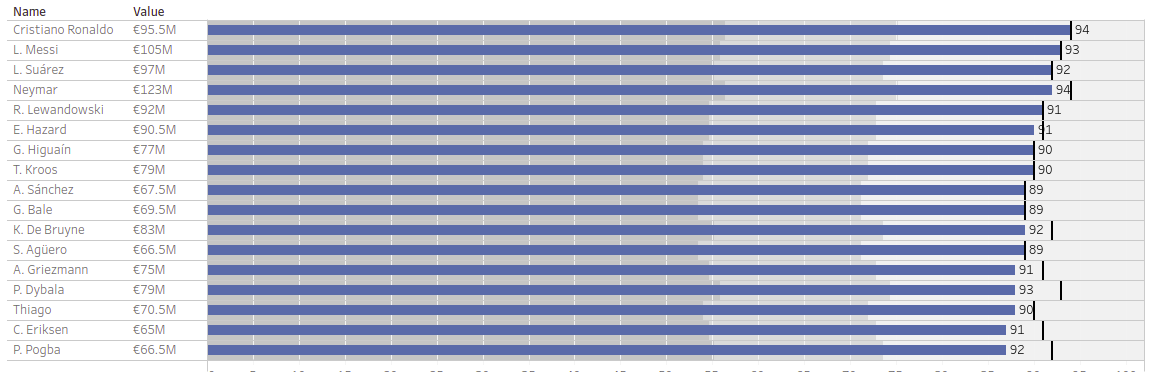 Name Value
Cristiano Ronaldo €95.5M 94
L. Messi €105M 93
L. Suárez €97M 92
Neymar €123M 94
R. Lewandowski €92M 91
E. Hazard €90.5M 91
G. Higuaín €77M 90
T. Kroos €79M 90
A. Sánchez €67.5M 89
G. Bale €69.5M 89
K. De Bruyne €83M 92
S. Agüero €66.5M 89
A. Griezmann €75M 91
P. Dybala €79M 93
Thiago €70.5M 90
C. Eriksen €65M 91
P. Pogba €66.5M 92